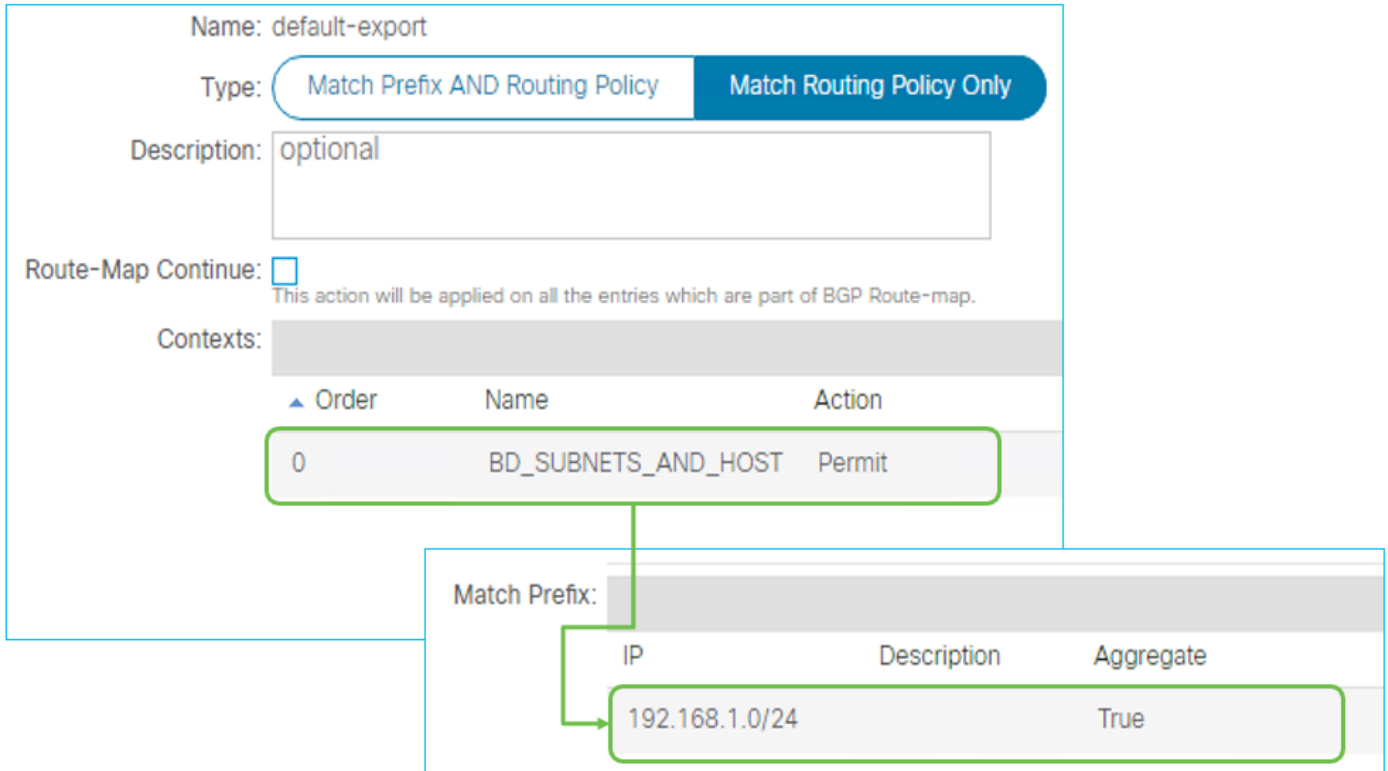 Name: default-export
Type: Match Prefix AND Routing Policy Match Routing Policy Only
Description: optional
Route-Map Continue:
This action will be applied on all the entries which are part of BGP Route-map.
Contexts:
Order Name Action
0 BD_SUBNETS_AND_HOST Permit
Match Prefix:
IP Description Aggregate
192.168.1.0/24 True